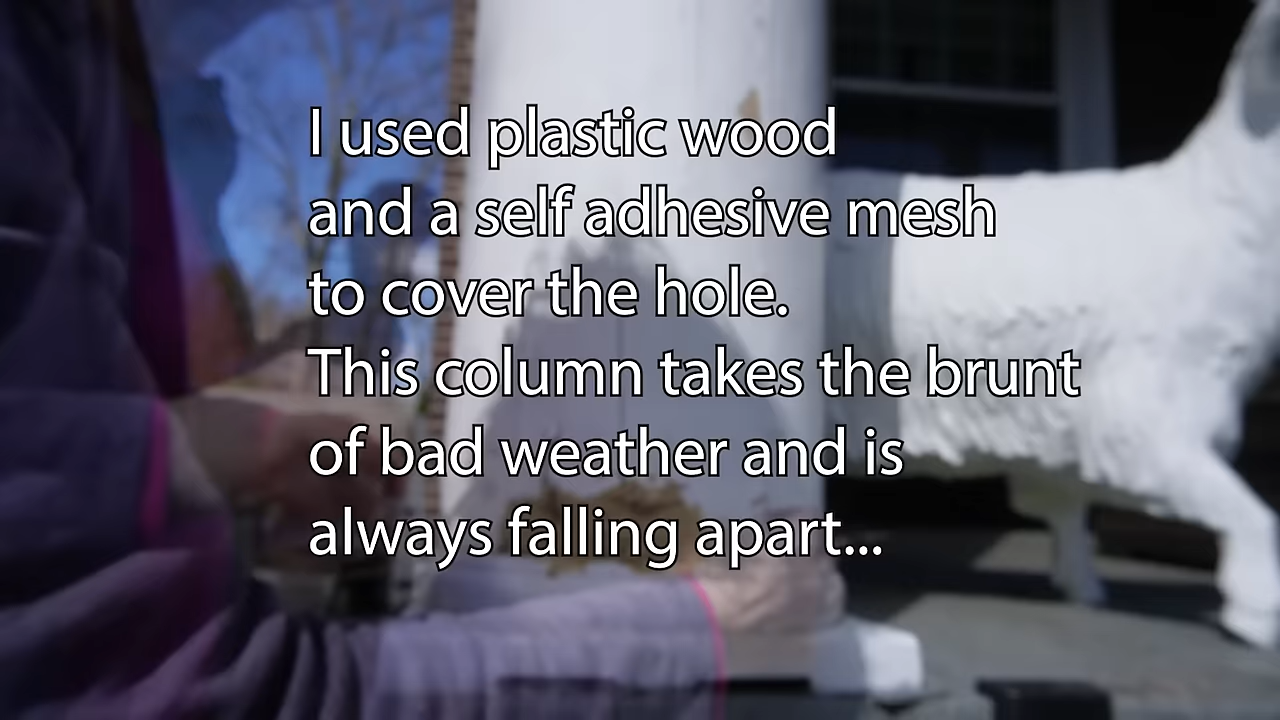 I used plastic wood
and a self adhesive mesh
to cover the hole.
This column takes the brunt
of bad weather and is
always falling apart...